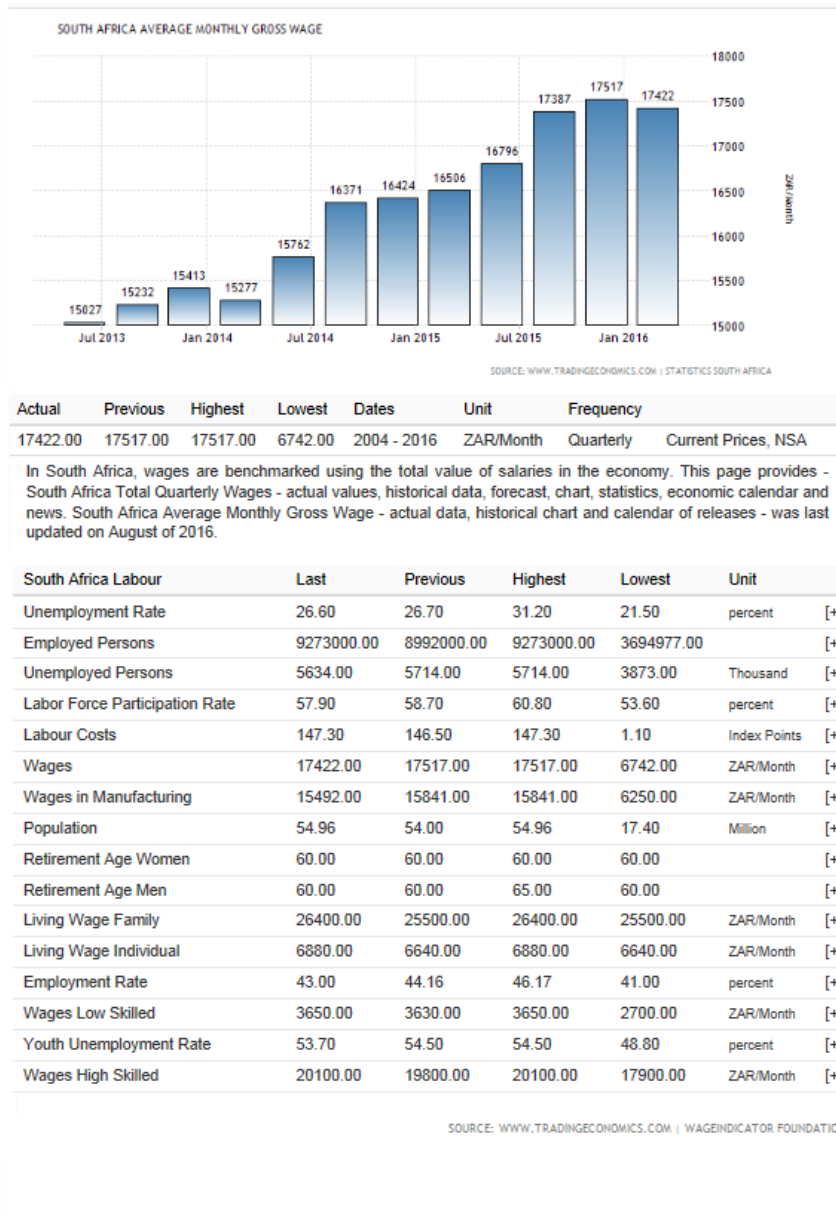 SOUTH AFRICA AVERAGE MONTHLY GROSS WAGE
18000
17500
17000
16500
16000
15500
15000
ZAR/Month
15027 15232 15413 15277 15762 16371 16424 16506 16796 17387 17517 17422
Jul 2013 Jan 2014 Jul 2014 Jan 2015 Jul 2015 Jan 2016
SOURCE: WWW.TRADINGECONOMICS.COM | STATISTICS SOUTH AFRICA
Actual Previous Highest Lowest Dates Unit Frequency
17422.00 17517.00 17517.00 6742.00 2004 - 2016 ZAR/Month Quarterly Current Prices, NSA
In South Africa, wages are benchmarked using the total value of salaries in the economy. This page provides -
South Africa Total Quarterly Wages - actual values, historical data, forecast, chart, statistics, economic calendar and
news. South Africa Average Monthly Gross Wage - actual data, historical chart and calendar of releases - was last
updated on August of 2016.
South Africa Labour Last Previous Highest Lowest Unit
Unemployment Rate 26.60 26.70 31.20 21.50 percent [+
Employed Persons 9273000.00 8992000.00 9273000.00 3694977.00 [+
Unemployed Persons 5634.00 5714.00 5714.00 3873.00 Thousand [+
Labor Force Participation Rate 57.90 58.70 60.80 53.60 percent [+
Labour Costs 147.30 146.50 147.30 1.10 Index Points [+
Wages 17422.00 17517.00 17517.00 6742.00 ZAR/Month [+
Wages in Manufacturing 15492.00 15841.00 15841.00 6250.00 ZAR/Month [+
Population 54.96 54.00 54.96 17.40 Million [+
Retirement Age Women 60.00 60.00 60.00 60.00 [+
Retirement Age Men 60.00 60.00 65.00 60.00 [+
Living Wage Family 26400.00 25500.00 26400.00 25500.00 ZAR/Month [+
Living Wage Individual 6880.00 6640.00 6880.00 6640.00 ZAR/Month [+
Employment Rate 43.00 44.16 46.17 41.00 percent [+
Wages Low Skilled 3650.00 3630.00 3650.00 2700.00 ZAR/Month [+
Youth Unemployment Rate 53.70 54.50 54.50 48.80 percent [+
Wages High Skilled 20100.00 19800.00 20100.00 17900.00 ZAR/Month [+
SOURCE: WWW.TRADINGECONOMICS.COM | WAGEINDICATOR FOUNDATIO